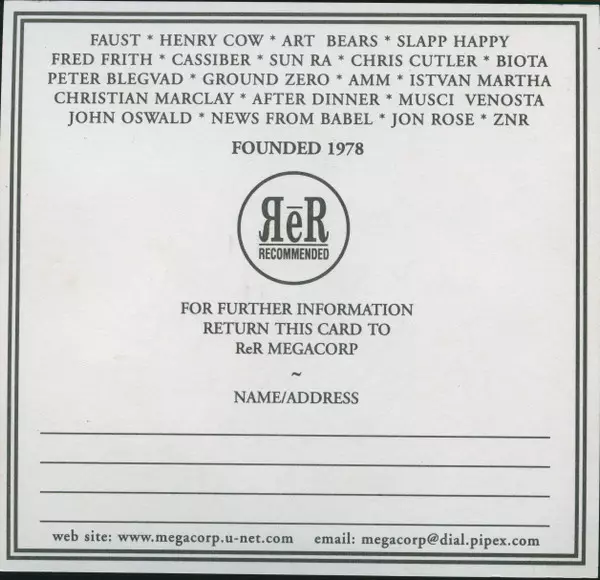 FAUST * HENRY COW * ART BEARS * SLAPP HAPPY
FRED FRITH * CASSIBER * SUN RA * CHRIS CUTLER * BIOTA
PETER BLEGVAD * GROUND ZERO * AMM * ISTVAN MARTHA
CHRISTIAN MARCLAY * AFTER DINNER * MUSCI VENOSTA
JOHN OSWALD * NEWS FROM BABEL * JON ROSE * ZNR
FOUNDED 1978
ЯēR
RECOMMENDED
FOR FURTHER INFORMATION
RETURN THIS CARD TO
ReR MEGACORP
~
NAME/ADDRESS
web site: www.megacorp.u-net.com email: megacorp@dial.pipex.com